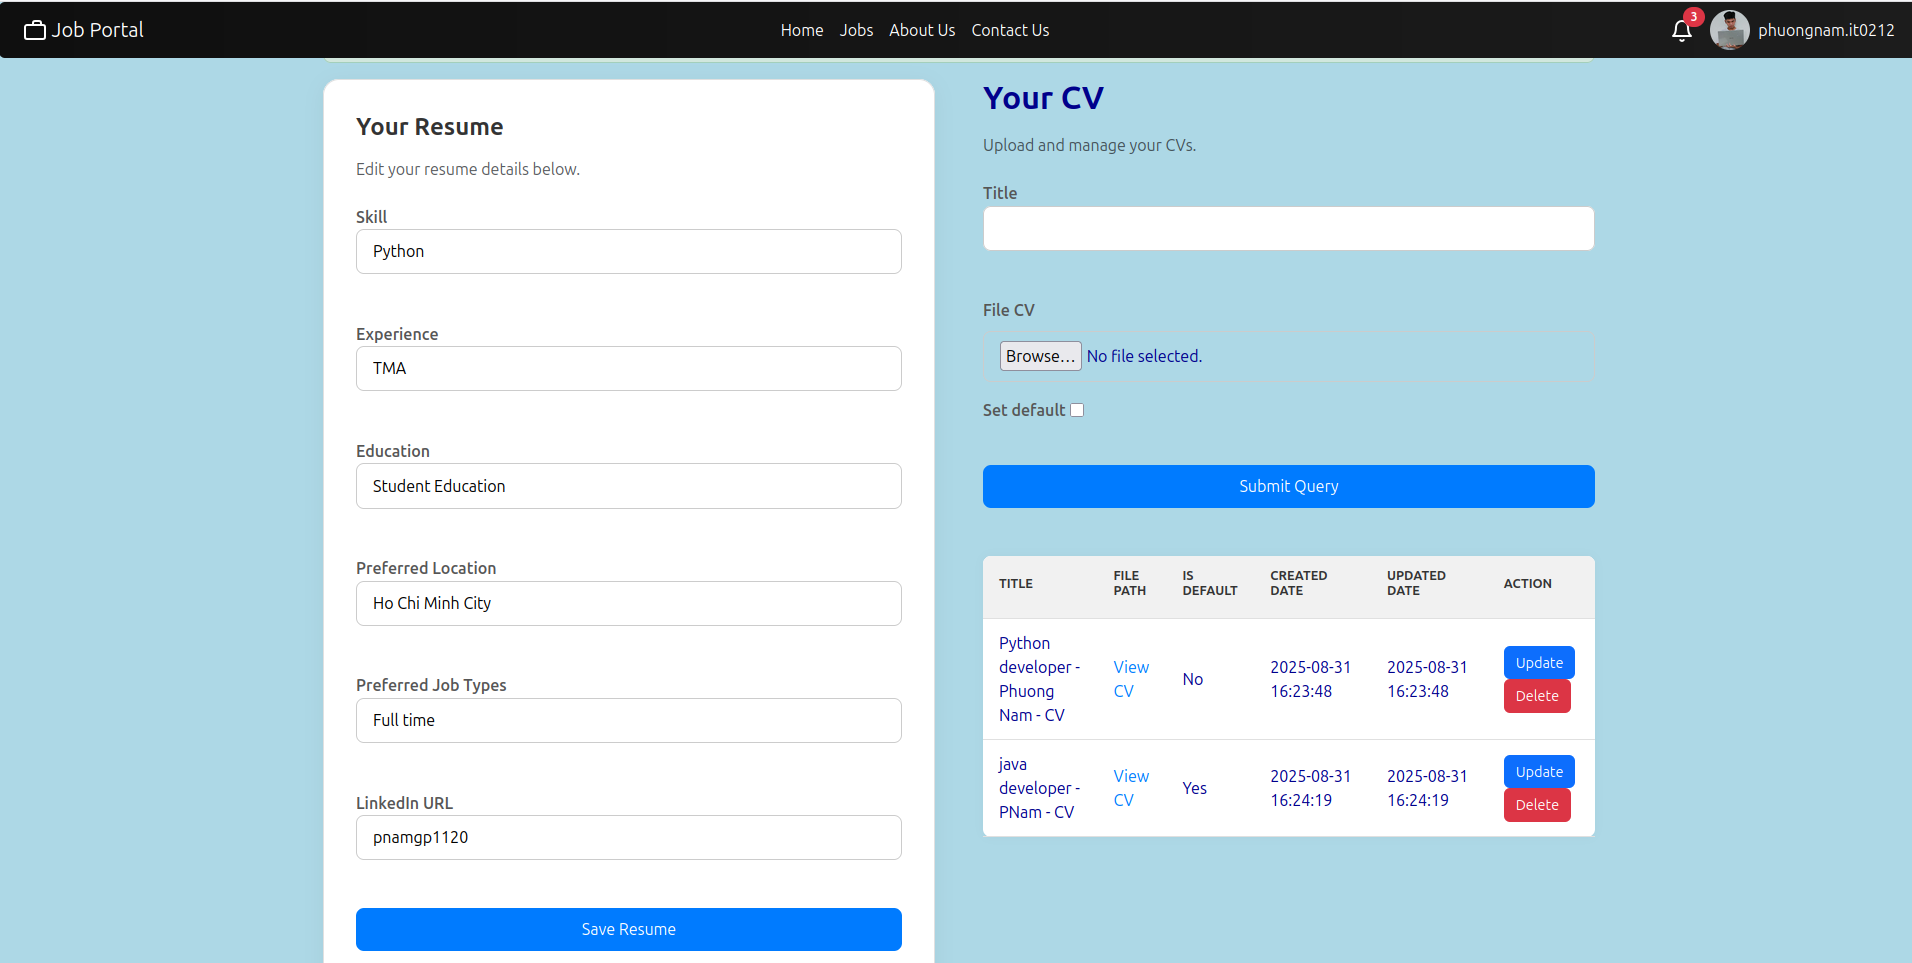 Job Portal
Home Jobs About Us Contact Us
3
phuongnam.it0212
Your Resume
Edit your resume details below.
Skill
Python
Experience
TMA
Education
Student Education
Preferred Location
Ho Chi Minh City
Preferred Job Types
Full time
LinkedIn URL
pnamgp1120
Save Resume
Your CV
Upload and manage your CVs.
Title
File CV
Browse... No file selected.
Set default
Submit Query
TITLE FILE PATH IS DEFAULT CREATED DATE UPDATED DATE ACTION
Python developer - Phuong Nam - CV View CV No 2025-08-31 16:23:48 2025-08-31 16:23:48 Update Delete
java developer - PNam - CV View CV Yes 2025-08-31 16:24:19 2025-08-31 16:24:19 Update Delete